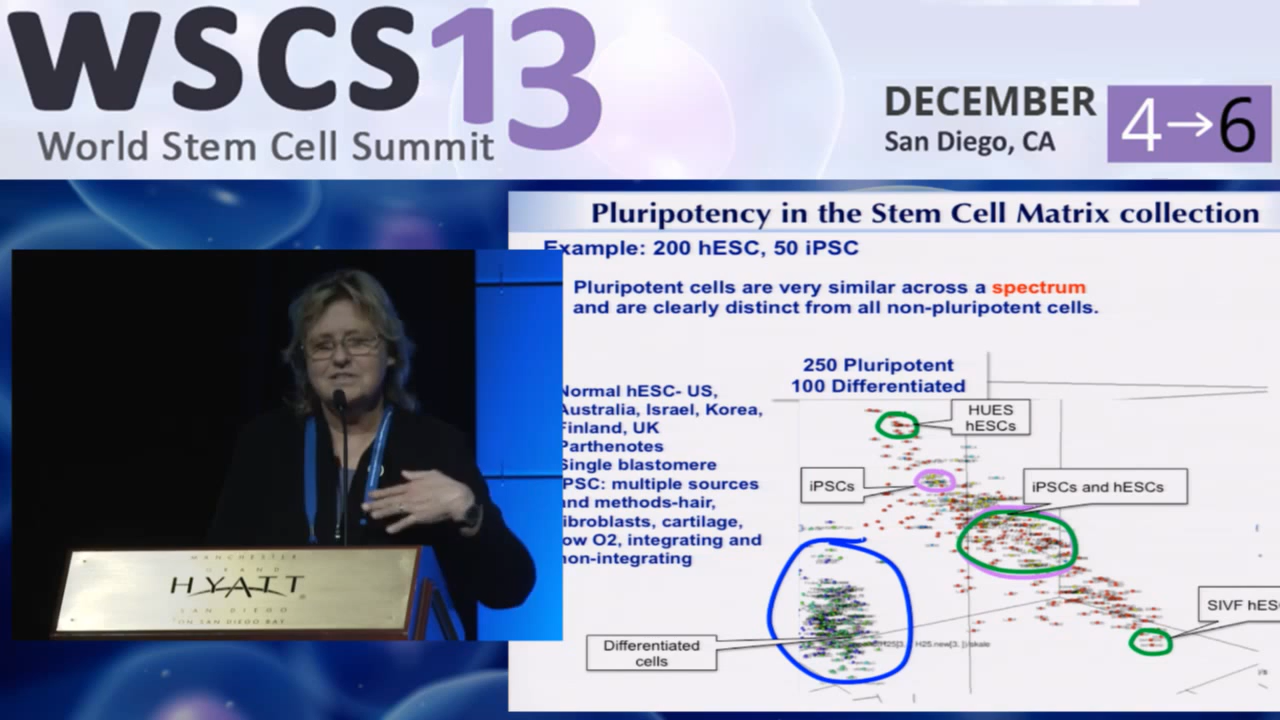 WSCS13
World Stem Cell Summit
DECEMBER
San Diego, CA
4→6
Pluripotency in the Stem Cell Matrix collection
Example: 200 hESC, 50 iPSC
Pluripotent cells are very similar across a spectrum
and are clearly distinct from all non-pluripotent cells.
250 Pluripotent
100 Differentiated
Normal hESC- US,
Australia, Israel, Korea,
Finland, UK
Parthenotes
Single blastomere
iPSC: multiple sources
and methods-hair,
fibroblasts, cartilage,
low O2, integrating and
non-integrating
HUES
hESCs
iPSCs
iPSCs and hESCs
SIVF hES
Differentiated
cells
MANCHESTER
GRAND
HYATT
SAN DIEGO
ON SAN DIEGO BAY